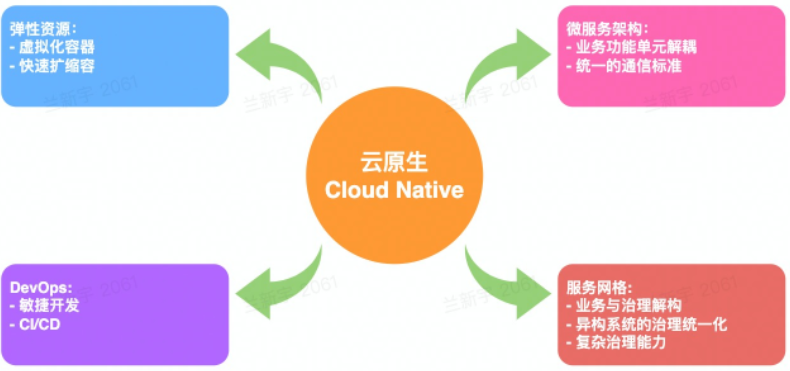 弹性资源:
- 虚拟化容器
- 快速扩缩容
微服务架构:
- 业务功能单元解耦
- 统一的通信标准
云原生
Cloud Native
DevOps:
- 敏捷开发
- CI/CD
服务网格:
- 业务与治理解构
- 异构系统的治理统一化
- 复杂治理能力
兰新宇 2061
兰新宇 2061
兰新宇 2061
兰新宇 2061